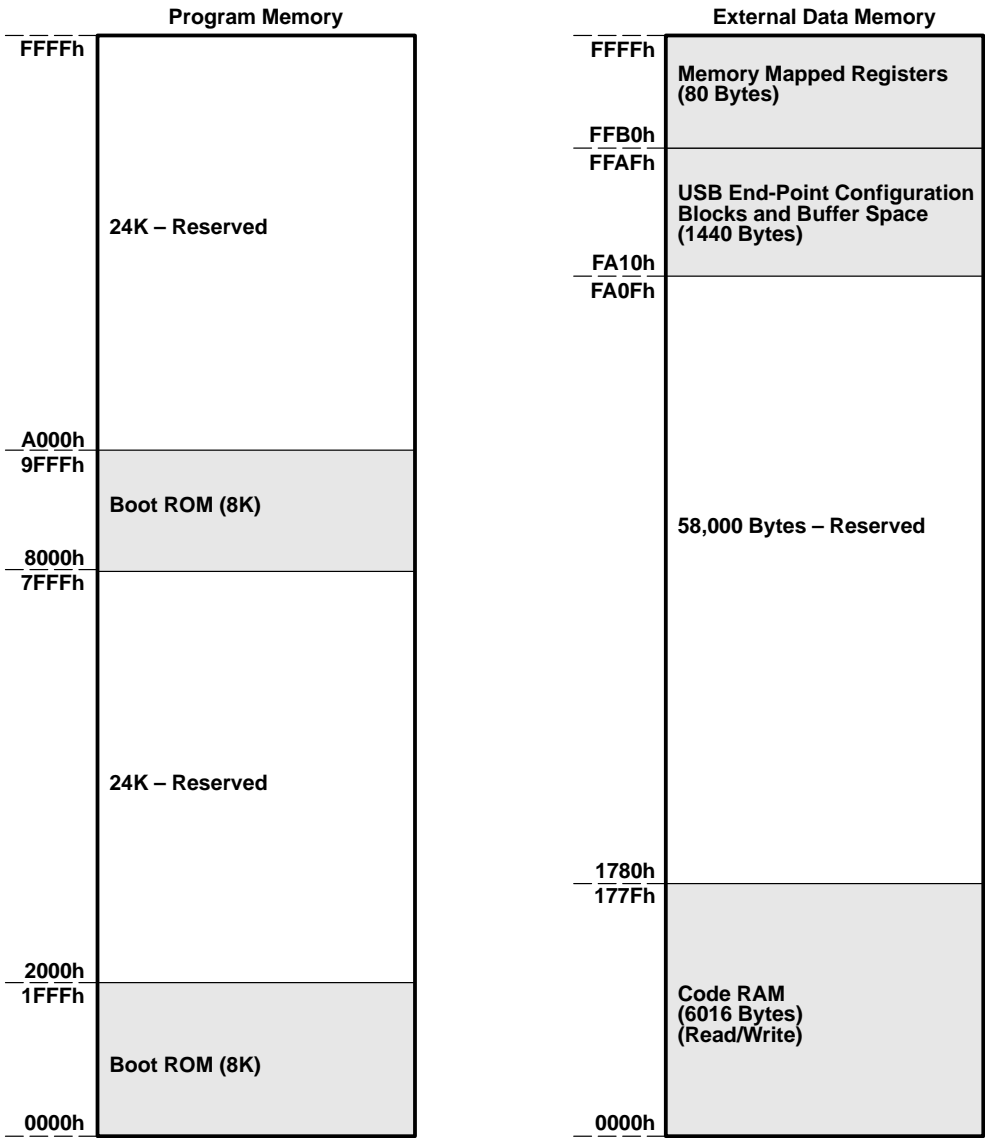 Program Memory
FFFFh
24K – Reserved
A000h
9FFFh
Boot ROM (8K)
8000h
7FFFh
24K – Reserved
2000h
1FFFh
Boot ROM (8K)
0000h
External Data Memory
FFFFh
Memory Mapped Registers
(80 Bytes)
FFB0h
FFAFh
USB End-Point Configuration
Blocks and Buffer Space
(1440 Bytes)
FA10h
FA0Fh
58,000 Bytes – Reserved
1780h
177Fh
Code RAM
(6016 Bytes)
(Read/Write)
0000h